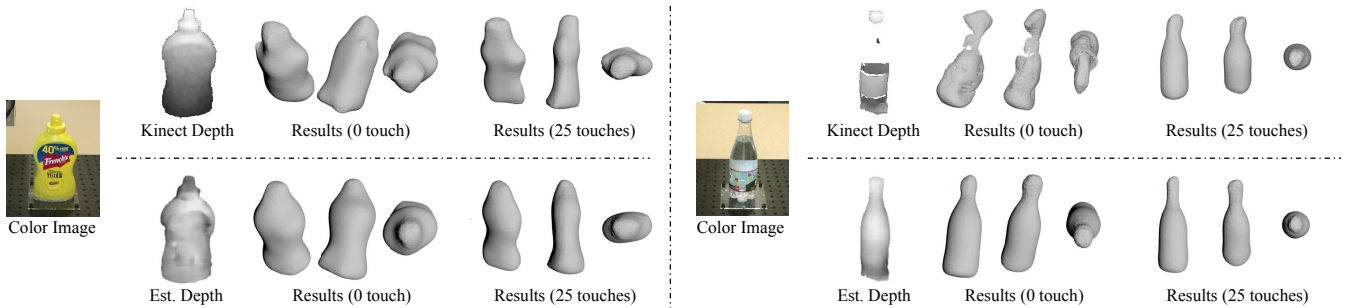 Kinect Depth
Results (0 touch)
Results (25 touches)
40%
French's
Color Image
Est. Depth
Results (0 touch)
Results (25 touches)
Kinect Depth
Results (0 touch)
Results (25 touches)
Color Image
Est. Depth
Results (0 touch)
Results (25 touches)